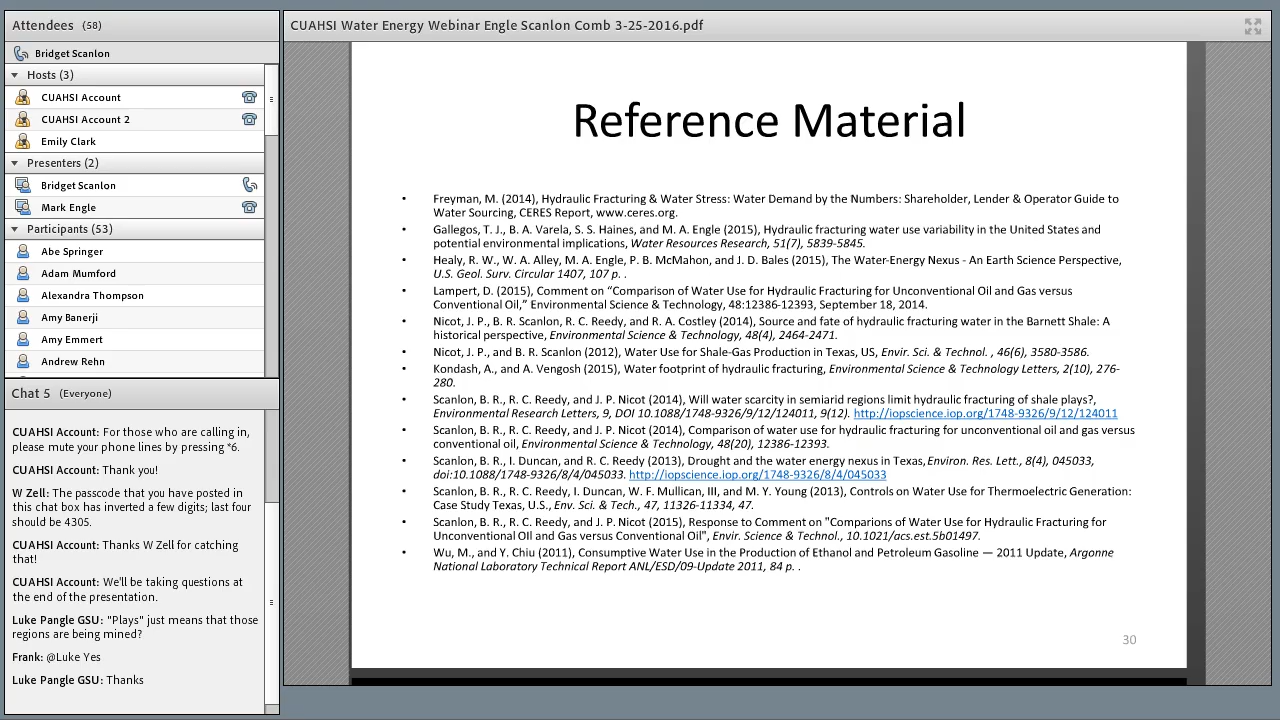 Attendees (58)
Bridget Scanlon
Hosts (3)
CUAHSI Account
CUAHSI Account 2
Emily Clark
Presenters (2)
Bridget Scanlon
Mark Engle
Participants (53)
Abe Springer
Adam Mumford
Alexandra Thompson
Amy Banerji
Amy Emmert
Andrew Rehn
Chat 5 (Everyone)
CUAHSI Account: For those who are calling in,
please mute your phone lines by pressing *6.
CUAHSI Account: Thank you!
W Zell: The passcode that you have posted in
this chat box has inverted a few digits; last four
should be 4305.
CUAHSI Account: Thanks W Zell for catching
that!
CUAHSI Account: We'll be taking questions at
the end of the presentation.
Luke Pangle GSU: "Plays" just means that those
regions are being mined?
Frank: @Luke Yes
Luke Pangle GSU: Thanks
CUAHSI Water Energy Webinar Engle Scanlon Comb 3-25-2016.pdf
Reference Material
• Freyman, M. (2014), Hydraulic Fracturing & Water Stress: Water Demand by the Numbers: Shareholder, Lender & Operator Guide to
Water Sourcing, CERES Report, www.ceres.org.
• Gallegos, T. J., B. A. Varela, S. S. Haines, and M. A. Engle (2015), Hydraulic fracturing water use variability in the United States and
potential environmental implications, Water Resources Research, 51(7), 5839-5845.
• Healy, R. W., W. A. Alley, M. A. Engle, P. B. McMahon, and J. D. Bales (2015), The Water-Energy Nexus - An Earth Science Perspective,
U.S. Geol. Surv. Circular 1407, 107 p. .
• Lampert, D. (2015), Comment on “Comparison of Water Use for Hydraulic Fracturing for Unconventional Oil and Gas versus
Conventional Oil,” Environmental Science & Technology, 48:12386-12393, September 18, 2014.
• Nicot, J. P., B. R. Scanlon, R. C. Reedy, and R. A. Costley (2014), Source and fate of hydraulic fracturing water in the Barnett Shale: A
historical perspective, Environmental Science & Technology, 48(4), 2464-2471.
• Nicot, J. P., and B. R. Scanlon (2012), Water Use for Shale-Gas Production in Texas, US, Envir. Sci. & Technol. , 46(6), 3580-3586.
• Kondash, A., and A. Vengosh (2015), Water footprint of hydraulic fracturing, Environmental Science & Technology Letters, 2(10), 276-
280.
• Scanlon, B. R., R. C. Reedy, and J. P. Nicot (2014), Will water scarcity in semiarid regions limit hydraulic fracturing of shale plays?,
Environmental Research Letters, 9, DOI 10.1088/1748-9326/9/12/124011, 9(12). http://iopscience.iop.org/1748-9326/9/12/124011
• Scanlon, B. R., R. C. Reedy, and J. P. Nicot (2014), Comparison of water use for hydraulic fracturing for unconventional oil and gas versus
conventional oil, Environmental Science & Technology, 48(20), 12386-12393.
• Scanlon, B. R., I. Duncan, and R. C. Reedy (2013), Drought and the water energy nexus in Texas, Environ. Res. Lett., 8(4), 045033,
doi:10.1088/1748-9326/8/4/045033. http://iopscience.iop.org/1748-9326/8/4/045033
• Scanlon, B. R., R. C. Reedy, I. Duncan, W. F. Mullican, III, and M. Y. Young (2013), Controls on Water Use for Thermoelectric Generation:
Case Study Texas, U.S., Env. Sci. & Tech., 47, 11326-11334, 47.
• Scanlon, B. R., R. C. Reedy, and J. P. Nicot (2015), Response to Comment on "Comparions of Water Use for Hydraulic Fracturing for
Unconventional OIl and Gas versus Conventional Oil", Envir. Science & Technol., 10.1021/acs.est.5b01497.
• Wu, M., and Y. Chiu (2011), Consumptive Water Use in the Production of Ethanol and Petroleum Gasoline — 2011 Update, Argonne
National Laboratory Technical Report ANL/ESD/09-Update 2011, 84 p. .
30